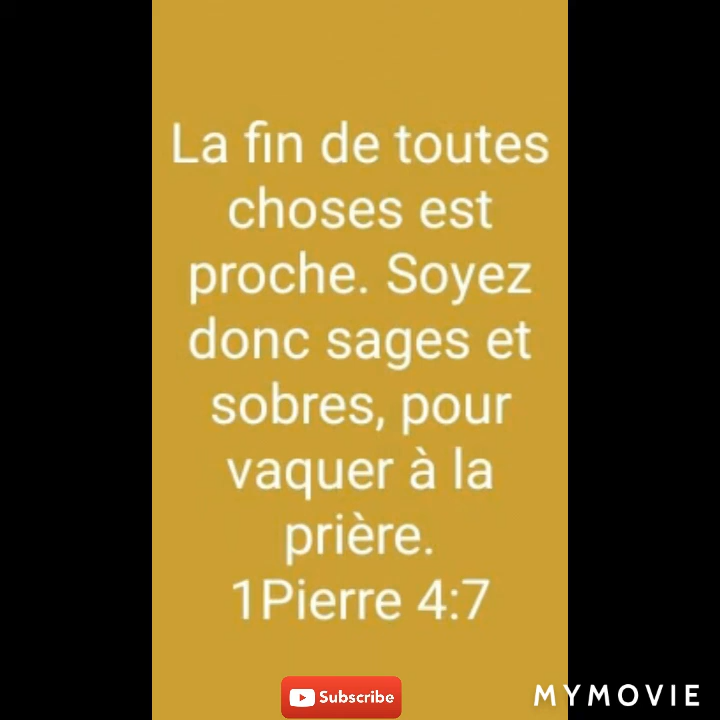 La fin de toutes
choses est
proche. Soyez
donc sages et
sobres, pour
vaquer à la
prière.
1Pierre 4:7
Subscribe
MYMOVIE